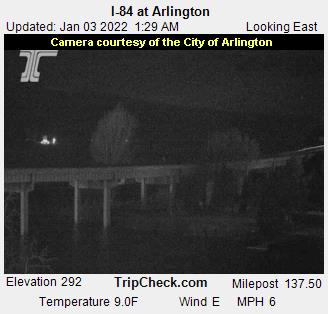 I-84 at Arlington
Updated: Jan 03 2022 1:29 AM Looking East
Camera courtesy of the City of Arlington
Elevation 292 TripCheck.com Milepost 137.50
Temperature 9.0F Wind E MPH 6